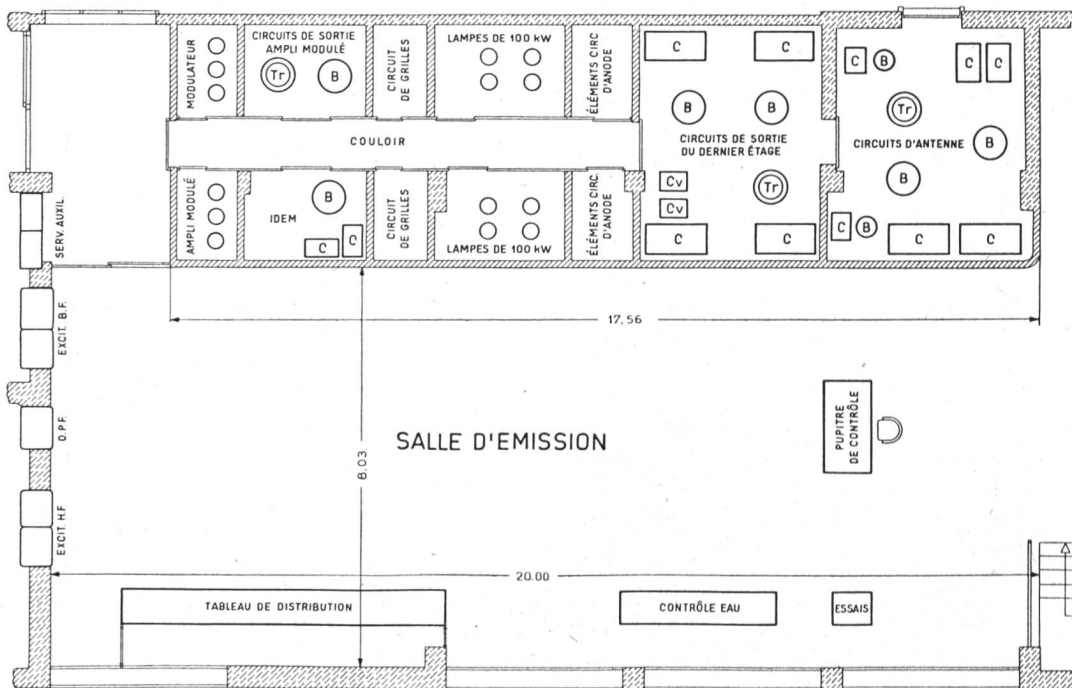 MODULATEUR
CIRCUITS DE SORTIE
AMPLI MODULÉ
Tr
B
CIRCUIT
DE GRILLES
LAMPES DE 100 kW
ÉLÉMENTS CIRC
D'ANODE
C
C
B
B
CIRCUITS DE SORTIE
DU DERNIER ÉTAGE
Cv
Cv
Tr
C
C
C
B
C
C
Tr
CIRCUITS D'ANTENNE
B
B
C
B
C
C
COULOIR
AMPLI MODULÉ
IDEM
B
C
C
CIRCUIT
DE GRILLES
LAMPES DE 100 kW
ÉLÉMENTS CIRC.
D'ANODE
SERV. AUXIL.
EXCIT. B.F.
O.P.F.
EXCIT. H.F
17,56
8,03
SALLE D'EMISSION
PUPITRE
DE CONTRÔLE
20.00
TABLEAU DE DISTRIBUTION
CONTRÔLE EAU
ESSAIS